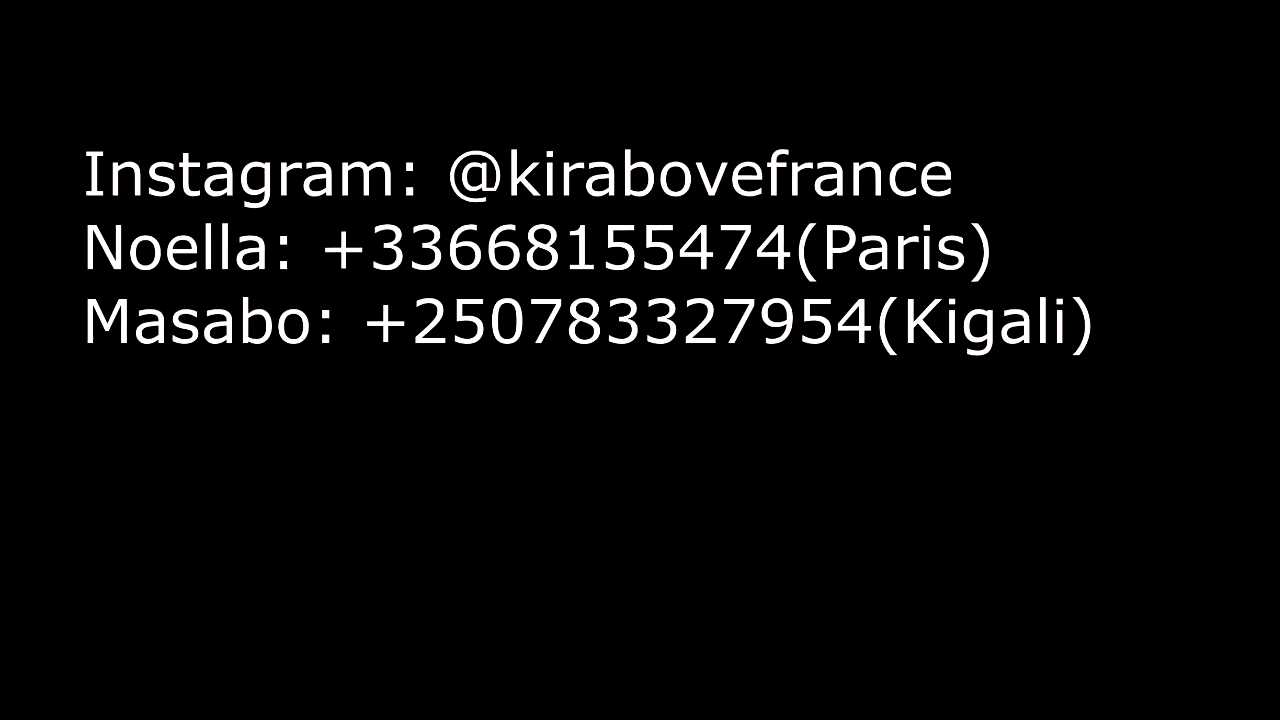 Instagram: @kirabovefrance
Noella: +33668155474(Paris)
Masabo: +250783327954(Kigali)